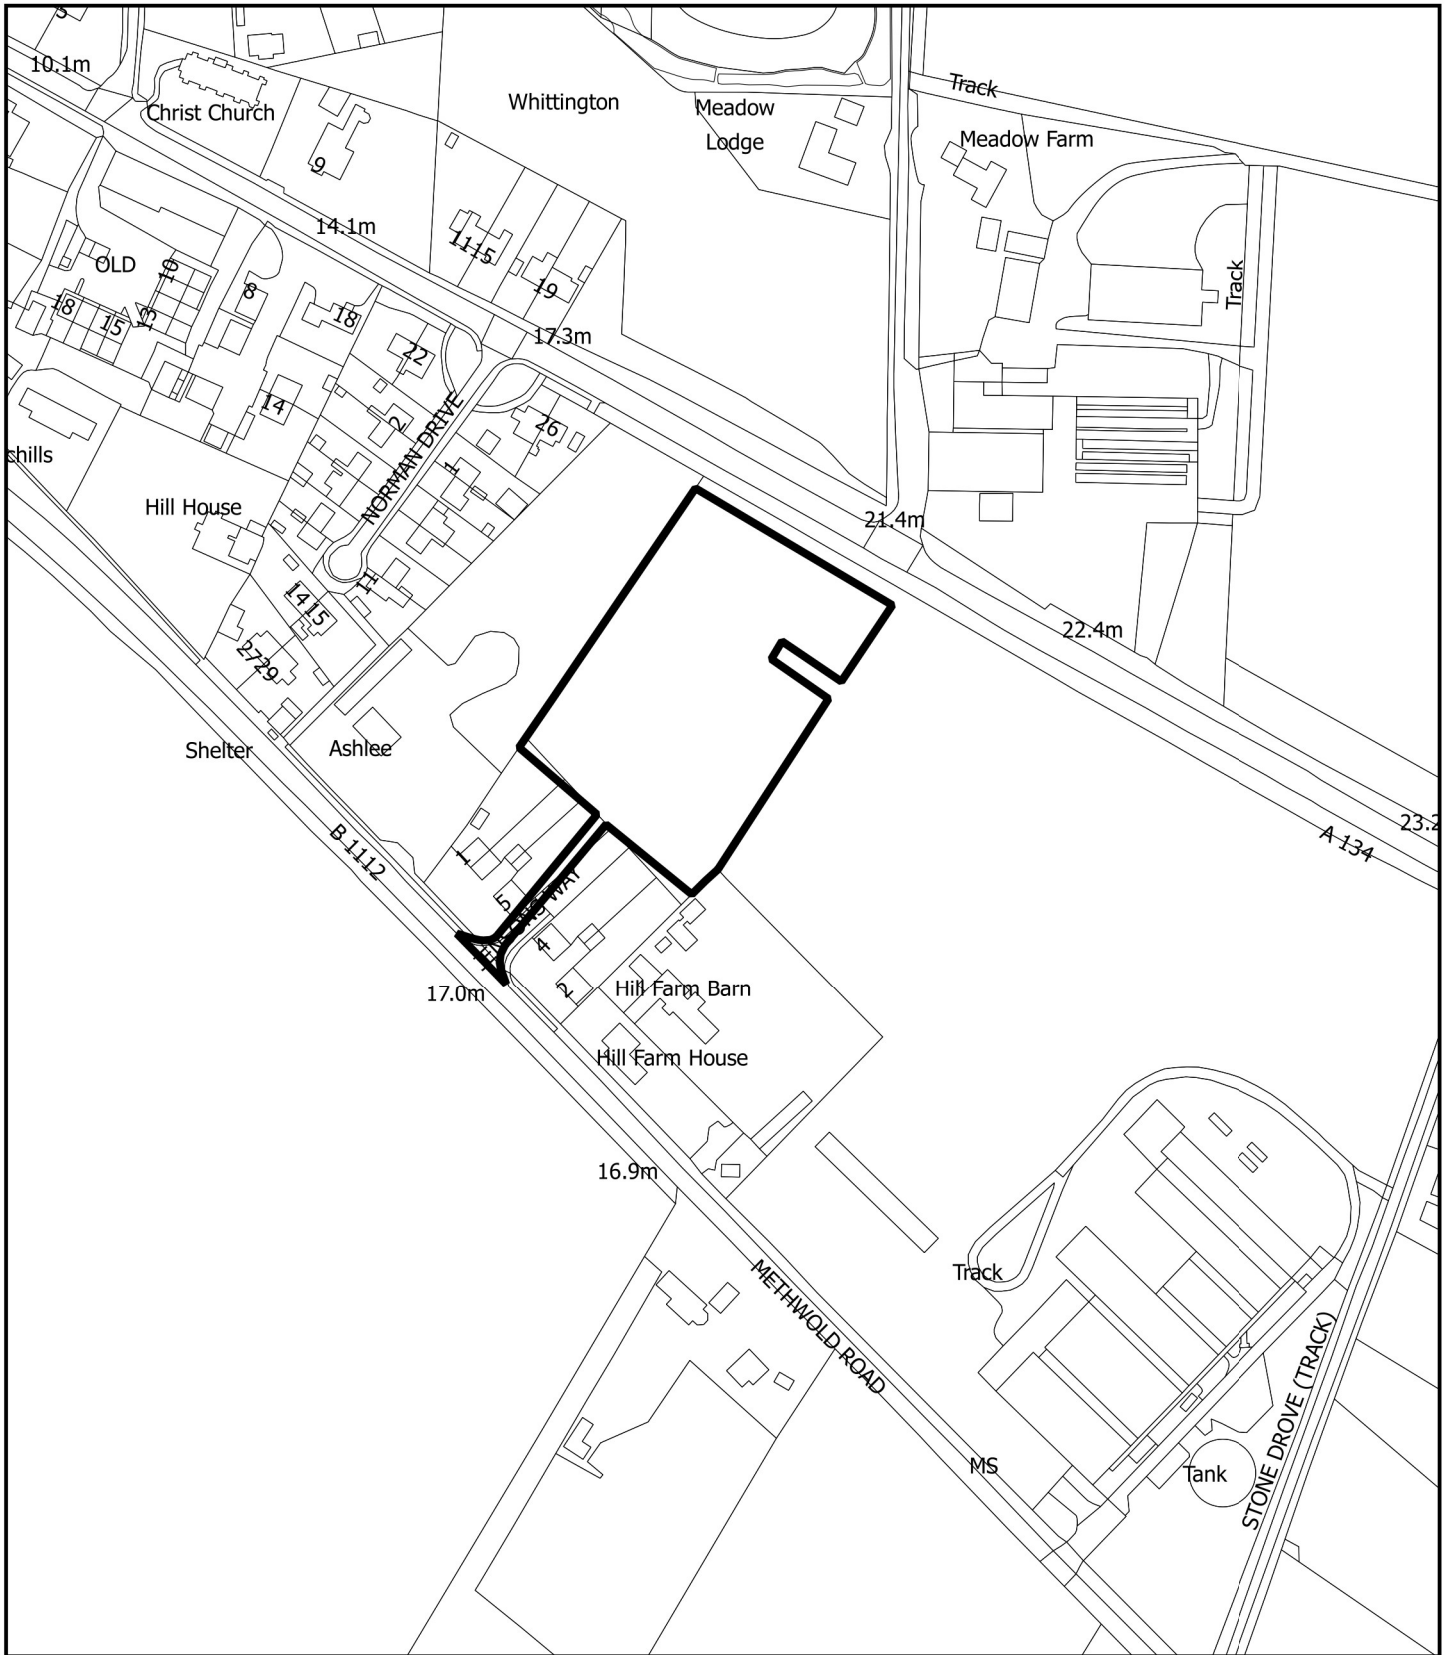 5
10.1m
Track
Whittington
Meadow
Lodge
Christ Church
Meadow Farm
9
14.1m
1115
19
OLD
10
8
Track
18
15
13
18
17.3m
22
14
2
26
chills
NORMAN DRIVE
1
Hill House
21.4m
11
1415
22.4m
2729
Shelter
Ashlee
B 1112
23.2
A 134
1
5
WAY
4
2
17.0m
Hill Farm Barn
Hill Farm House
16.9m
METHWOLD ROAD
Track
STONE DROVE (TRACK)
MS
Tank